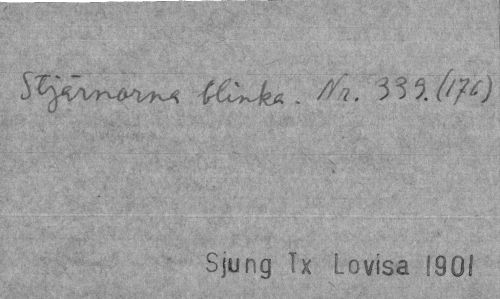 Stjärnorna blinka. Nr. 339. (176)
Sjung Tx Lovisa 1901